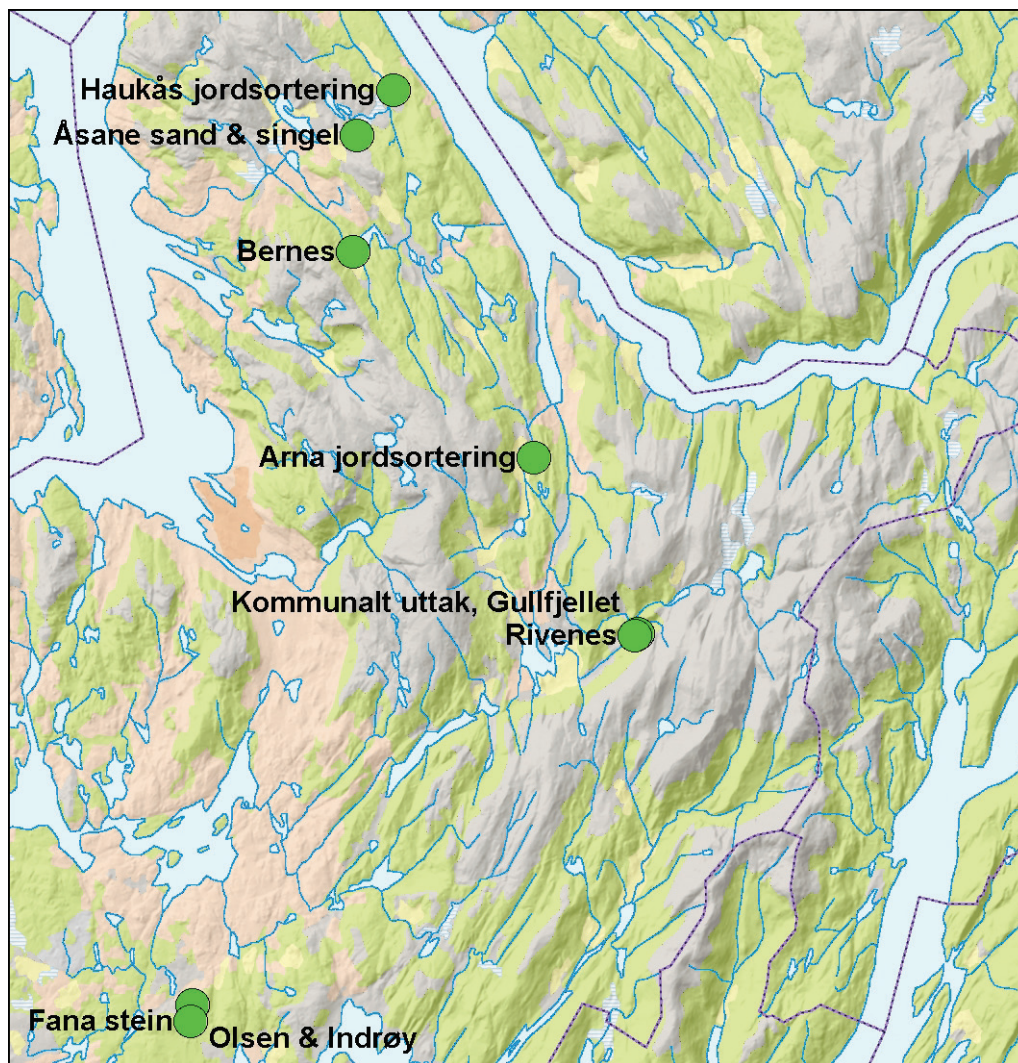 Haukås jordsortering
Åsane sand & singel
Bernes
Arna jordsortering
Kommunalt uttak, Gullfjellet
Rivenes
Fana stein
Olsen & Indrøy